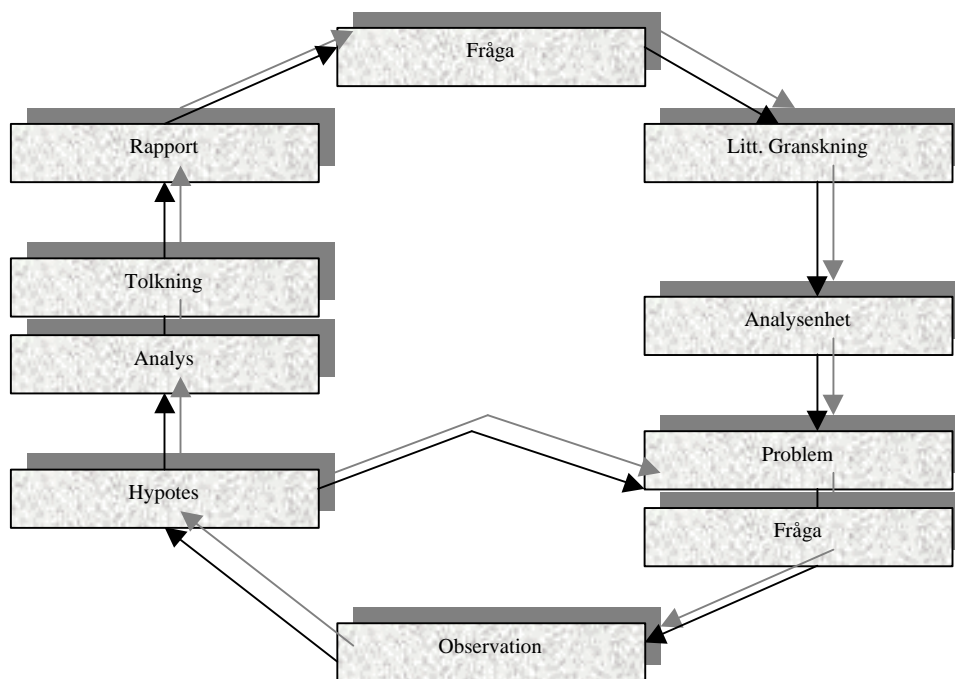 Fråga
Rapport
Litt. Granskning
Tolkning
Analysenhet
Analys
Problem
Hypotes
Fråga
Observation